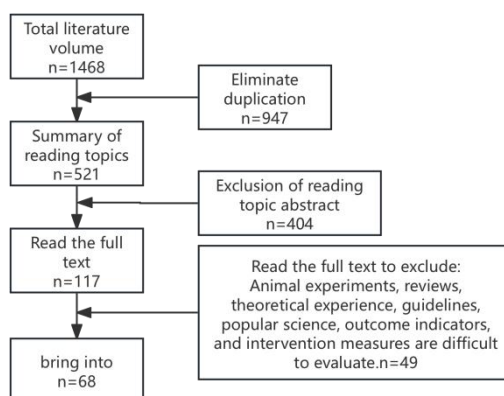 Total literature
volume
n=1468
Eliminate
duplication
n=947
Summary of
reading topics
n=521
Exclusion of reading
topic abstract
n=404
Read the full
text
n=117
Read the full text to exclude:
Animal experiments, reviews,
theoretical experience, guidelines,
popular science, outcome indicators,
and intervention measures are difficult
to evaluate.n=49
bring into
n=68